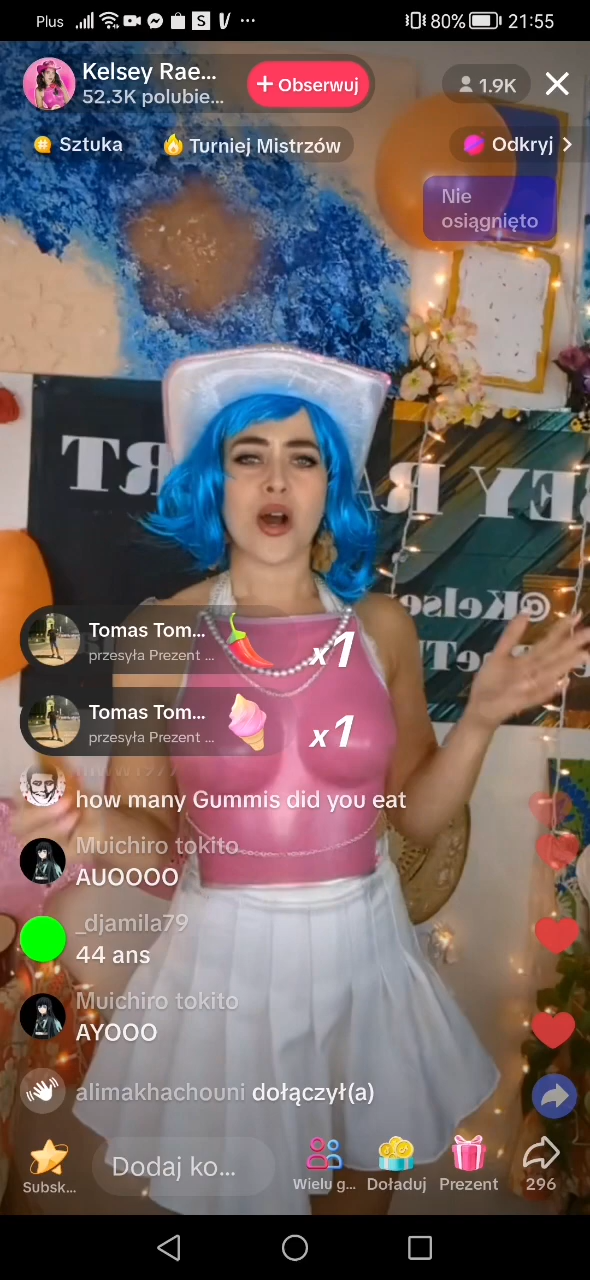 Plus
80%
21:55
Kelsey Rae...
52.3K polubie...
+ Obserwuj
1.9K
Sztuka
Turniej Mistrzów
Odkryj
Nie
osiągnięto
Tomas Tom...
przesyła Prezent ...
x1
Tomas Tom...
przesyła Prezent ...
x1
how many Gummis did you eat
Muichiro tokito
AUOOOO
_djamila79
44 ans
Muichiro tokito
AYOOO
alimakhachouni dołączył(a)
Subsk...
Dodaj ko...
Wielu g...
Doładuj
Prezent
296